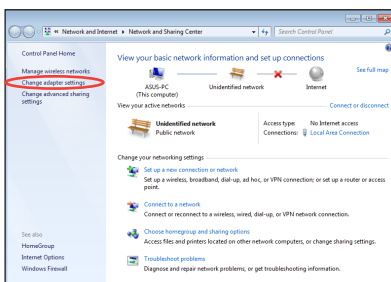 Network and Internet ▸ Network and Sharing Center
Search Control Panel
Control Panel Home
Manage wireless networks
Change adapter settings
Change advanced sharing
settings
View your basic network information and set up connections
See full map
ASUS-PC
(This computer)
Unidentified network
Internet
View your active networks
Connect or disconnect
Unidentified network
Public network
Access type: No Internet access
Connections: Local Area Connection
Change your networking settings
Set up a new connection or network
Set up a wireless, broadband, dial-up, ad hoc, or VPN connection; or set up a router or access
point.
Connect to a network
Connect or reconnect to a wireless, wired, dial-up, or VPN network connection.
Choose homegroup and sharing options
Access files and printers located on other network computers, or change sharing settings.
Troubleshoot problems
Diagnose and repair network problems, or get troubleshooting information.
See also
HomeGroup
Internet Options
Windows Firewall